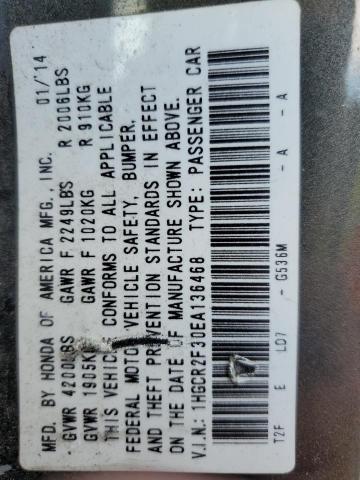 MFD. BY HONDA OF AMERICA MFG., INC. 01/'14
GVWR 4200LBS GAWR F 2249LBS R 2006LBS
GVWR 1905KG GAWR F 1020KG R 910KG
THIS VEHICLE CONFORMS TO ALL APPLICABLE
FEDERAL MOTOR VEHICLE SAFETY, BUMPER,
AND THEFT PREVENTION STANDARDS IN EFFECT
ON THE DATE OF MANUFACTURE SHOWN ABOVE.
V.I.N.: 1HGCR2F30EA136468 TYPE: PASSENGER CAR
T2F E L07 - G536M - A - A